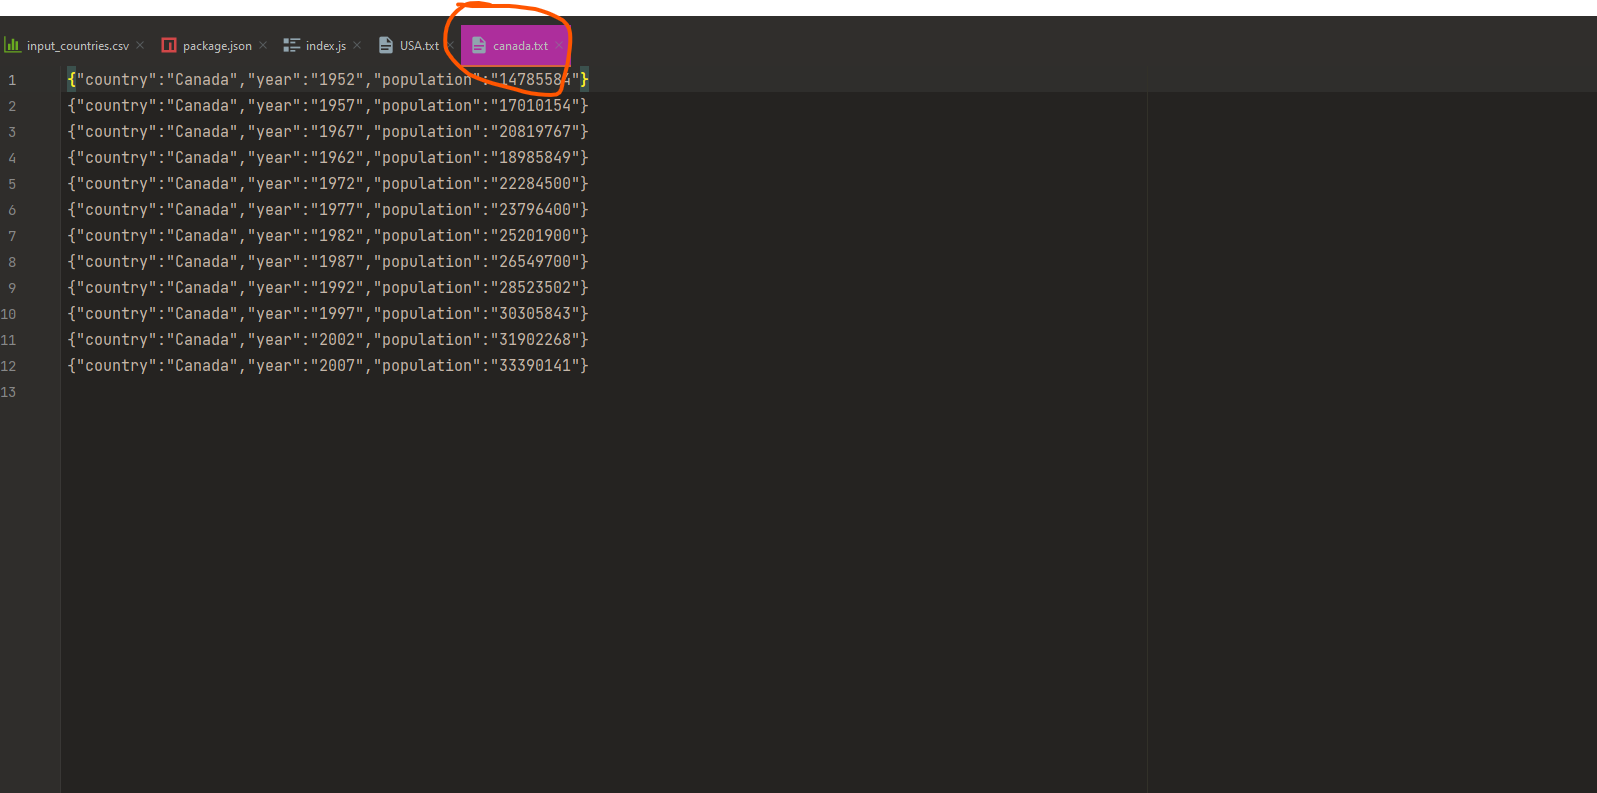 input_countries.csv package.json index.js USA.txt canada.txt
1 {"country":"Canada","year":"1952","population":"14785584"}
2 {"country":"Canada","year":"1957","population":"17010154"}
3 {"country":"Canada","year":"1967","population":"20819767"}
4 {"country":"Canada","year":"1962","population":"18985849"}
5 {"country":"Canada","year":"1972","population":"22284500"}
6 {"country":"Canada","year":"1977","population":"23796400"}
7 {"country":"Canada","year":"1982","population":"25201900"}
8 {"country":"Canada","year":"1987","population":"26549700"}
9 {"country":"Canada","year":"1992","population":"28523502"}
10 {"country":"Canada","year":"1997","population":"30305843"}
11 {"country":"Canada","year":"2002","population":"31902268"}
12 {"country":"Canada","year":"2007","population":"33390141"}
13